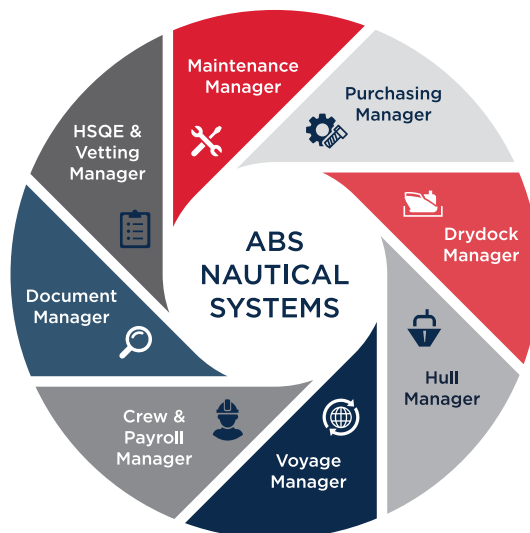 Maintenance
Manager
Purchasing
Manager
Drydock
Manager
Hull
Manager
Voyage
Manager
Crew &
Payroll
Manager
Document
Manager
HSQE &
Vetting
Manager
ABS
NAUTICAL
SYSTEMS